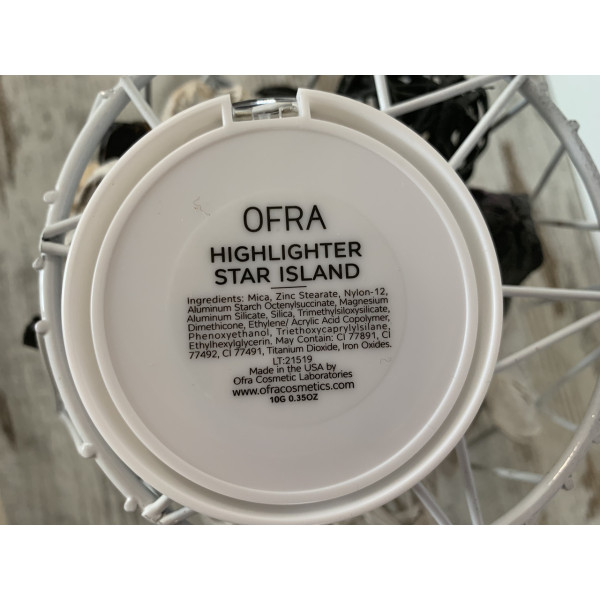 OFRA
HIGHLIGHTER
STAR ISLAND
Ingredients: Mica, Zinc Stearate, Nylon-12,
Aluminum Starch Octenylsuccinate, Magnesium
Aluminum Silicate, Silica, Trimethylsiloxysilicate,
Dimethicone, Ethylene/ Acrylic Acid Copolymer,
Phenoxyethanol, Triethoxycaprylylsilane,
Ethylhexylglycerin. May Contain: CI 77891, CI
77492, CI 77491, Titanium Dioxide, Iron Oxides.
LT:21519
Made in the USA by
Ofra Cosmetic Laboratories
www.ofracosmetics.com
10G 0.35OZ